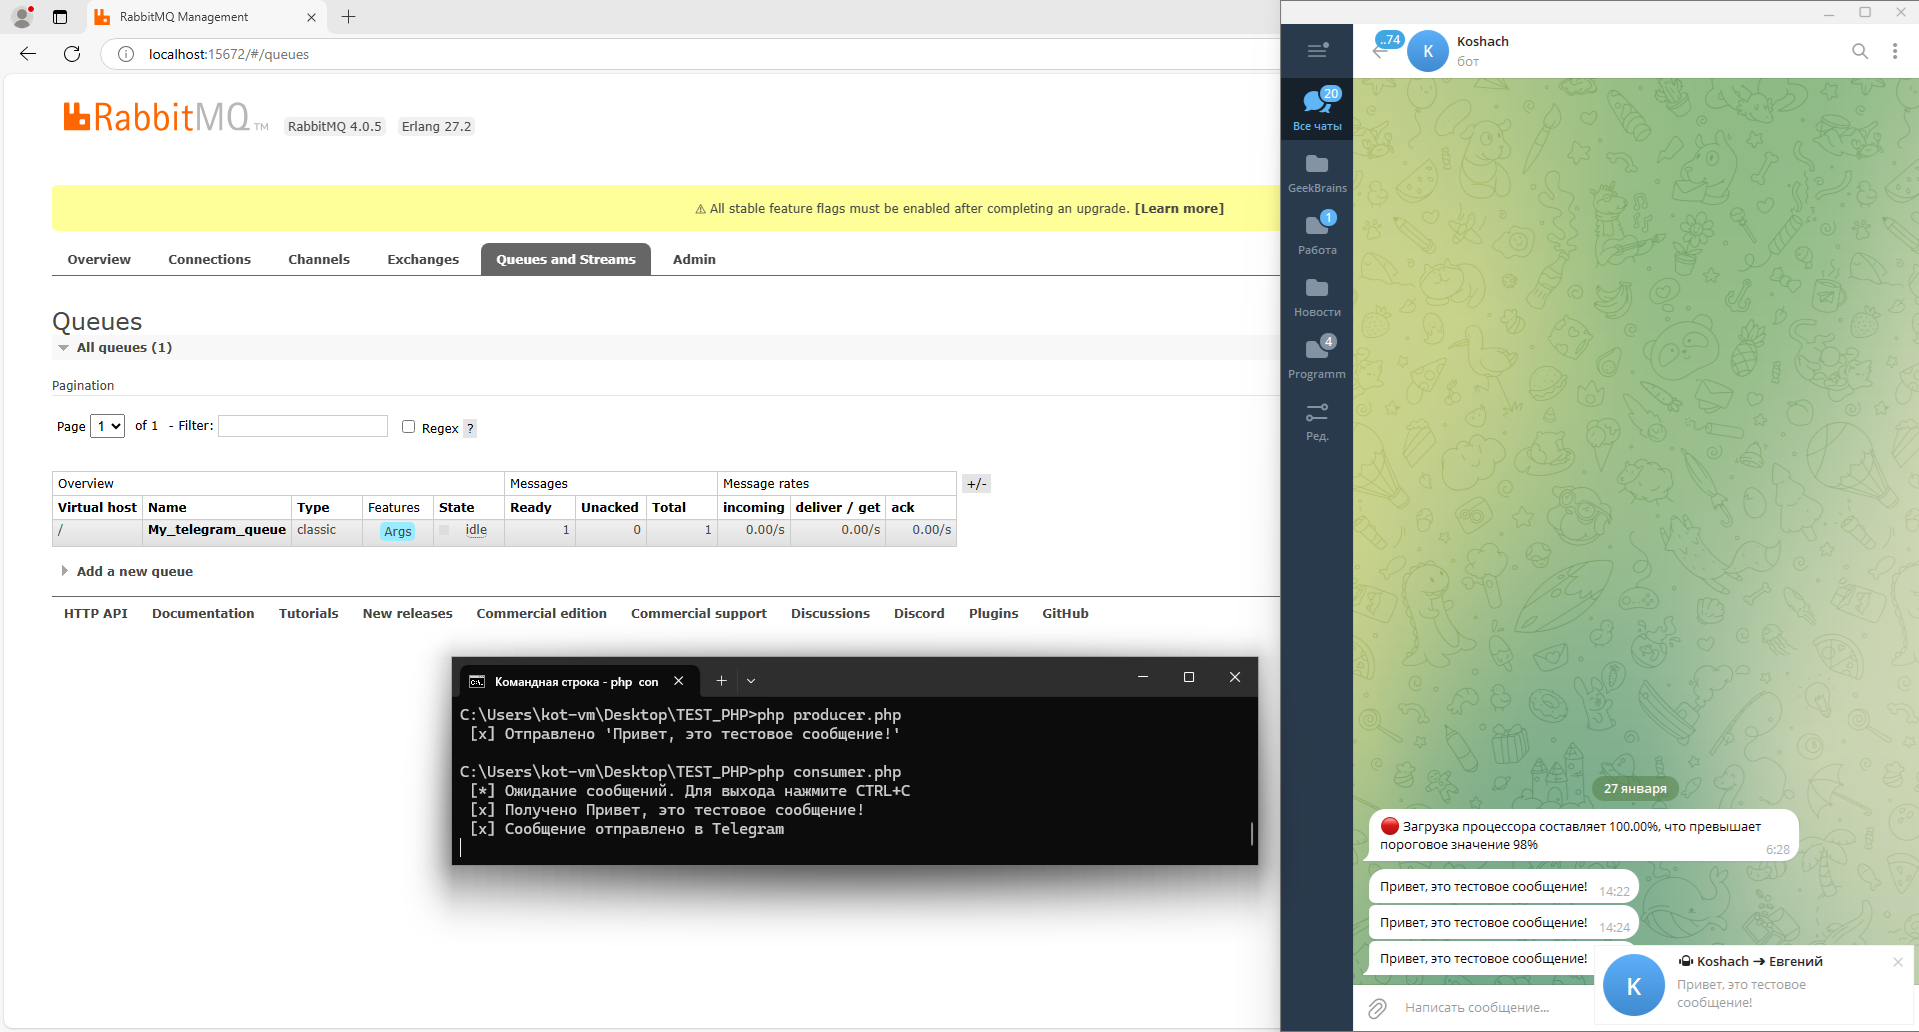 RabbitMQ Management
localhost:15672/#/queues
RabbitMQ TM
RabbitMQ 4.0.5 Erlang 27.2
⚠ All stable feature flags must be enabled after completing an upgrade. [Learn more]
Overview Connections Channels Exchanges Queues and Streams Admin
Queues
All queues (1)
Pagination
Page 1 of 1 - Filter: Regex ?
Overview Messages Message rates +/-
Virtual host Name Type Features State Ready Unacked Total incoming deliver / get ack
/ My_telegram_queue classic Args idle 1 0 1 0.00/s 0.00/s 0.00/s
Add a new queue
HTTP API Documentation Tutorials New releases Commercial edition Commercial support Discussions Discord Plugins GitHub
Командная строка - php con
C:\Users\kot-vm\Desktop\TEST_PHP>php producer.php
[x] Отправлено 'Привет, это тестовое сообщение!'
C:\Users\kot-vm\Desktop\TEST_PHP>php consumer.php
[*] Ожидание сообщений. Для выхода нажмите CTRL+C
[x] Получено Привет, это тестовое сообщение!
[x] Сообщение отправлено в Telegram
..74
K
Koshach
бот
20
Все чаты
GeekBrains
1
Работа
Новости
4
Programm
Ред.
27 января
🔴 Загрузка процессора составляет 100.00%, что превышает
пороговое значение 98%
6:28
Привет, это тестовое сообщение! 14:22
Привет, это тестовое сообщение! 14:24
Привет, это тестовое сообщение!
Написать сообщение...
K
Koshach ➔ Евгений
Привет, это тестовое
сообщение!